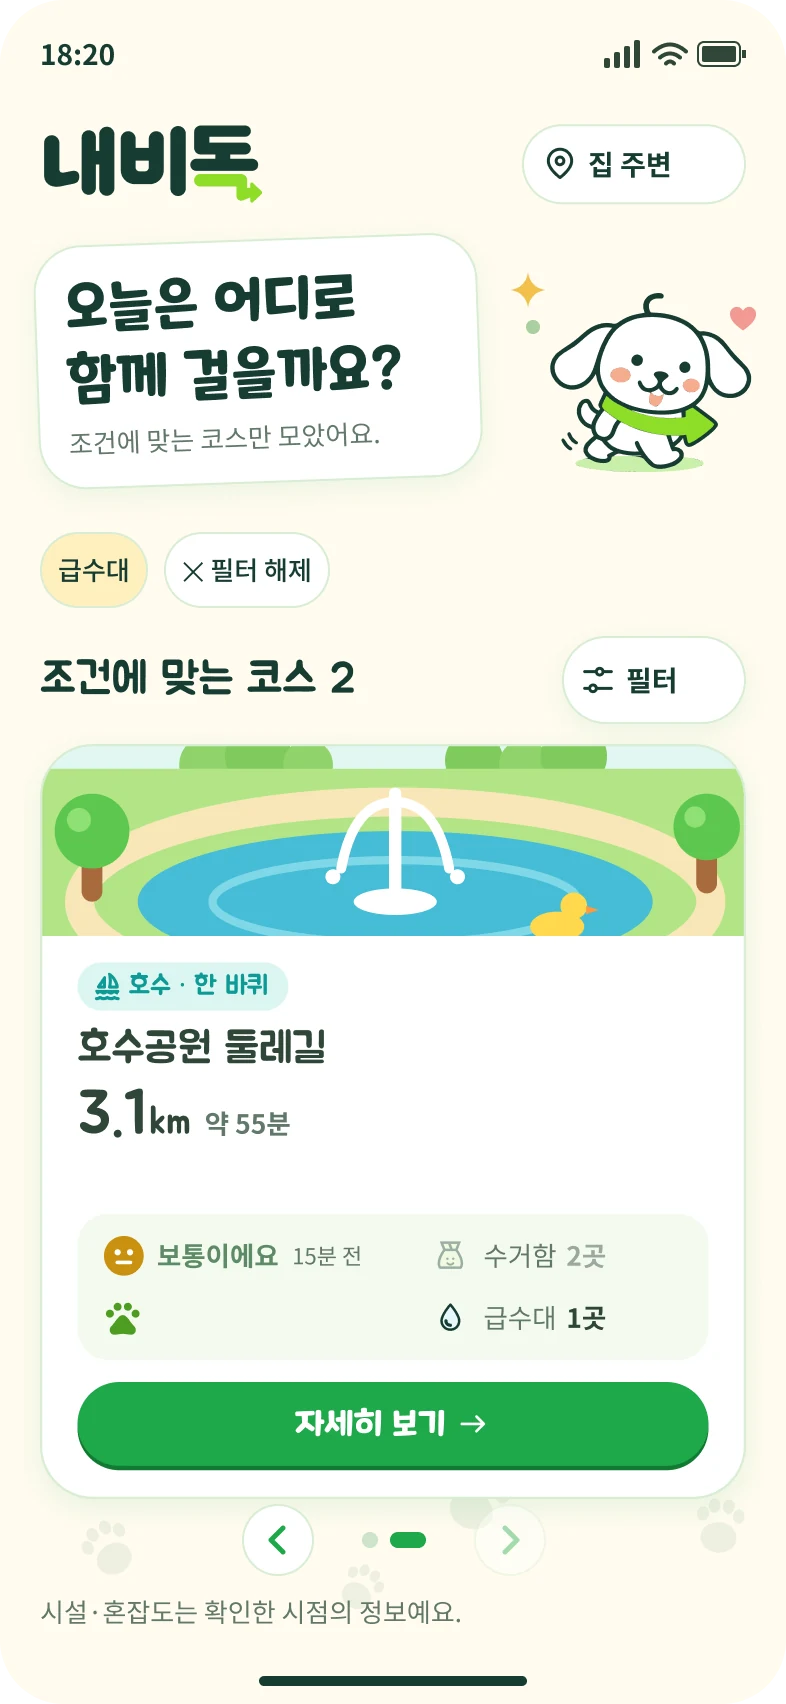 18:20
내비독
집 주변
오늘은 어디로
함께 걸을까요?
조건에 맞는 코스만 모았어요.
급수대
필터 해제
조건에 맞는 코스 2
필터
호수 · 한 바퀴
호수공원 둘레길
3.1km 약 55분
보통이에요 15분 전
수거함 2곳
급수대 1곳
자세히 보기 →
시설·혼잡도는 확인한 시점의 정보예요.